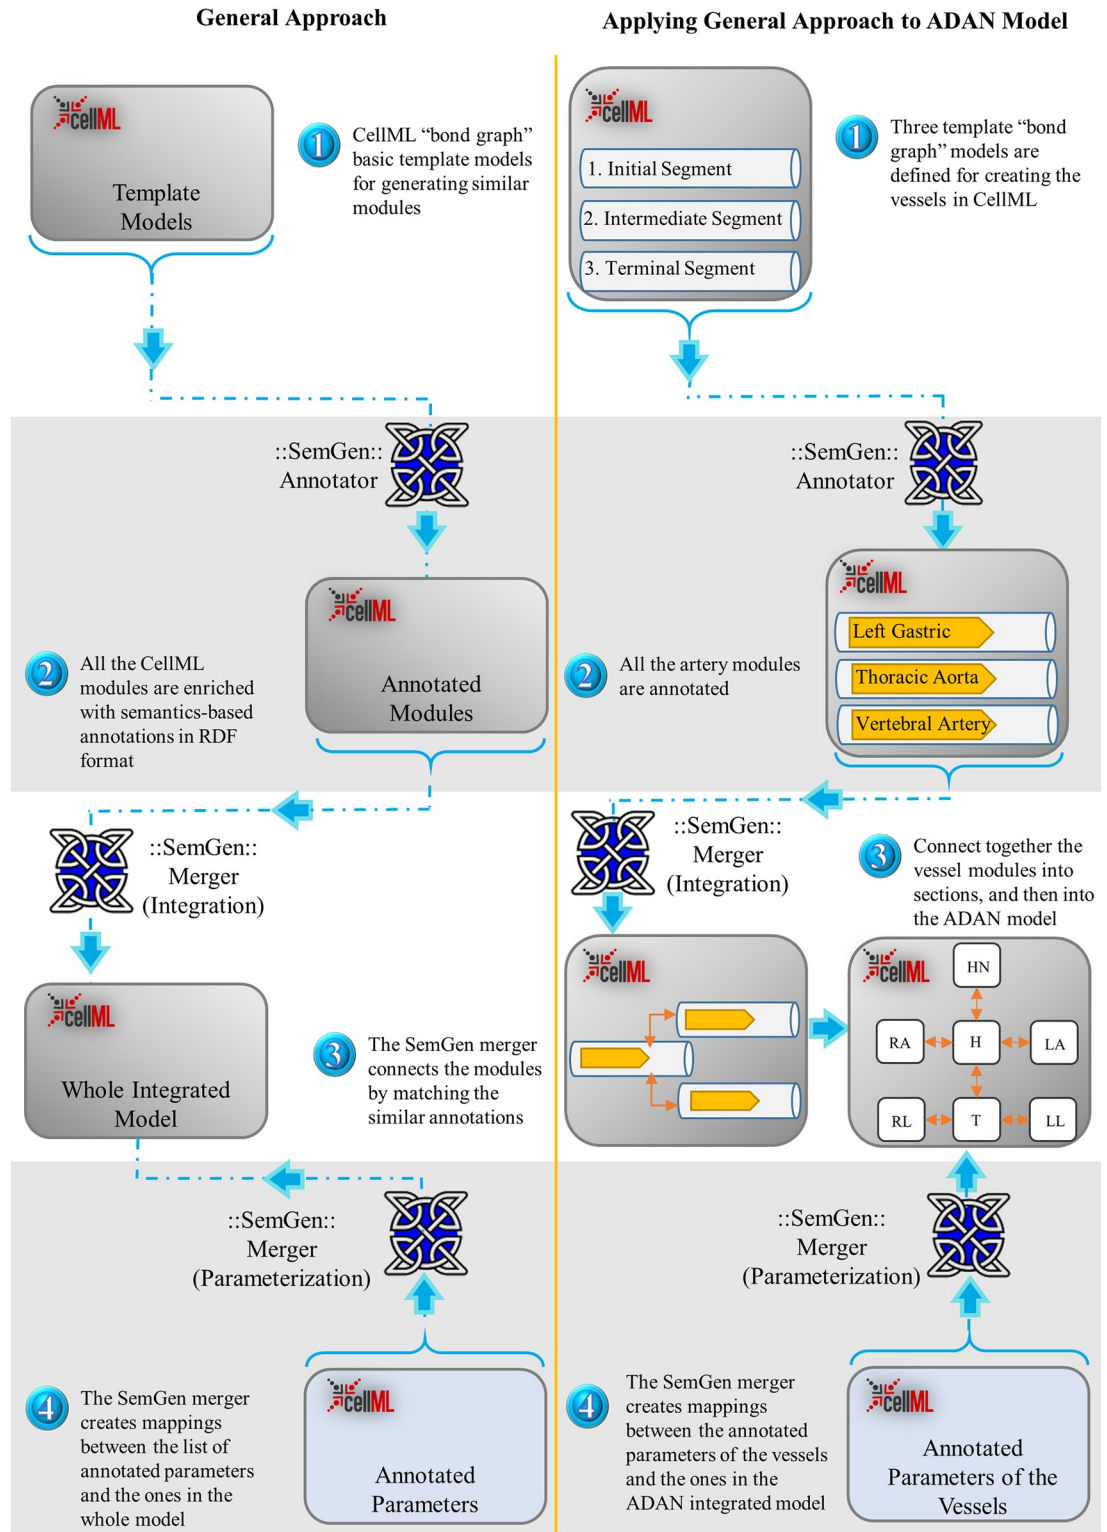 General Approach
cellML
Template
Models
1
CellML “bond graph”
basic template models
for generating similar
modules
::SemGen::
Annotator
cellML
Annotated
Modules
2
All the CellML
modules are enriched
with semantics-based
annotations in RDF
format
::SemGen::
Merger
(Integration)
cellML
Whole Integrated
Model
3
The SemGen merger
connects the modules
by matching the
similar annotations
::SemGen::
Merger
(Parameterization)
4
The SemGen merger
creates mappings
between the list of
annotated parameters
and the ones in the
whole model
cellML
Annotated
Parameters
Applying General Approach to ADAN Model
cellML
1. Initial Segment
2. Intermediate Segment
3. Terminal Segment
1
Three template “bond
graph” models are
defined for creating the
vessels in CellML
::SemGen::
Annotator
cellML
Left Gastric
Thoracic Aorta
Vertebral Artery
2
All the artery modules
are annotated
::SemGen::
Merger
(Integration)
3
Connect together the
vessel modules into
sections, and then into
the ADAN model
cellML
cellML
HN
RA
H
LA
RL
T
LL
::SemGen::
Merger
(Parameterization)
4
The SemGen merger
creates mappings
between the annotated
parameters of the vessels
and the ones in the
ADAN integrated model
cellML
Annotated
Parameters of the
Vessels